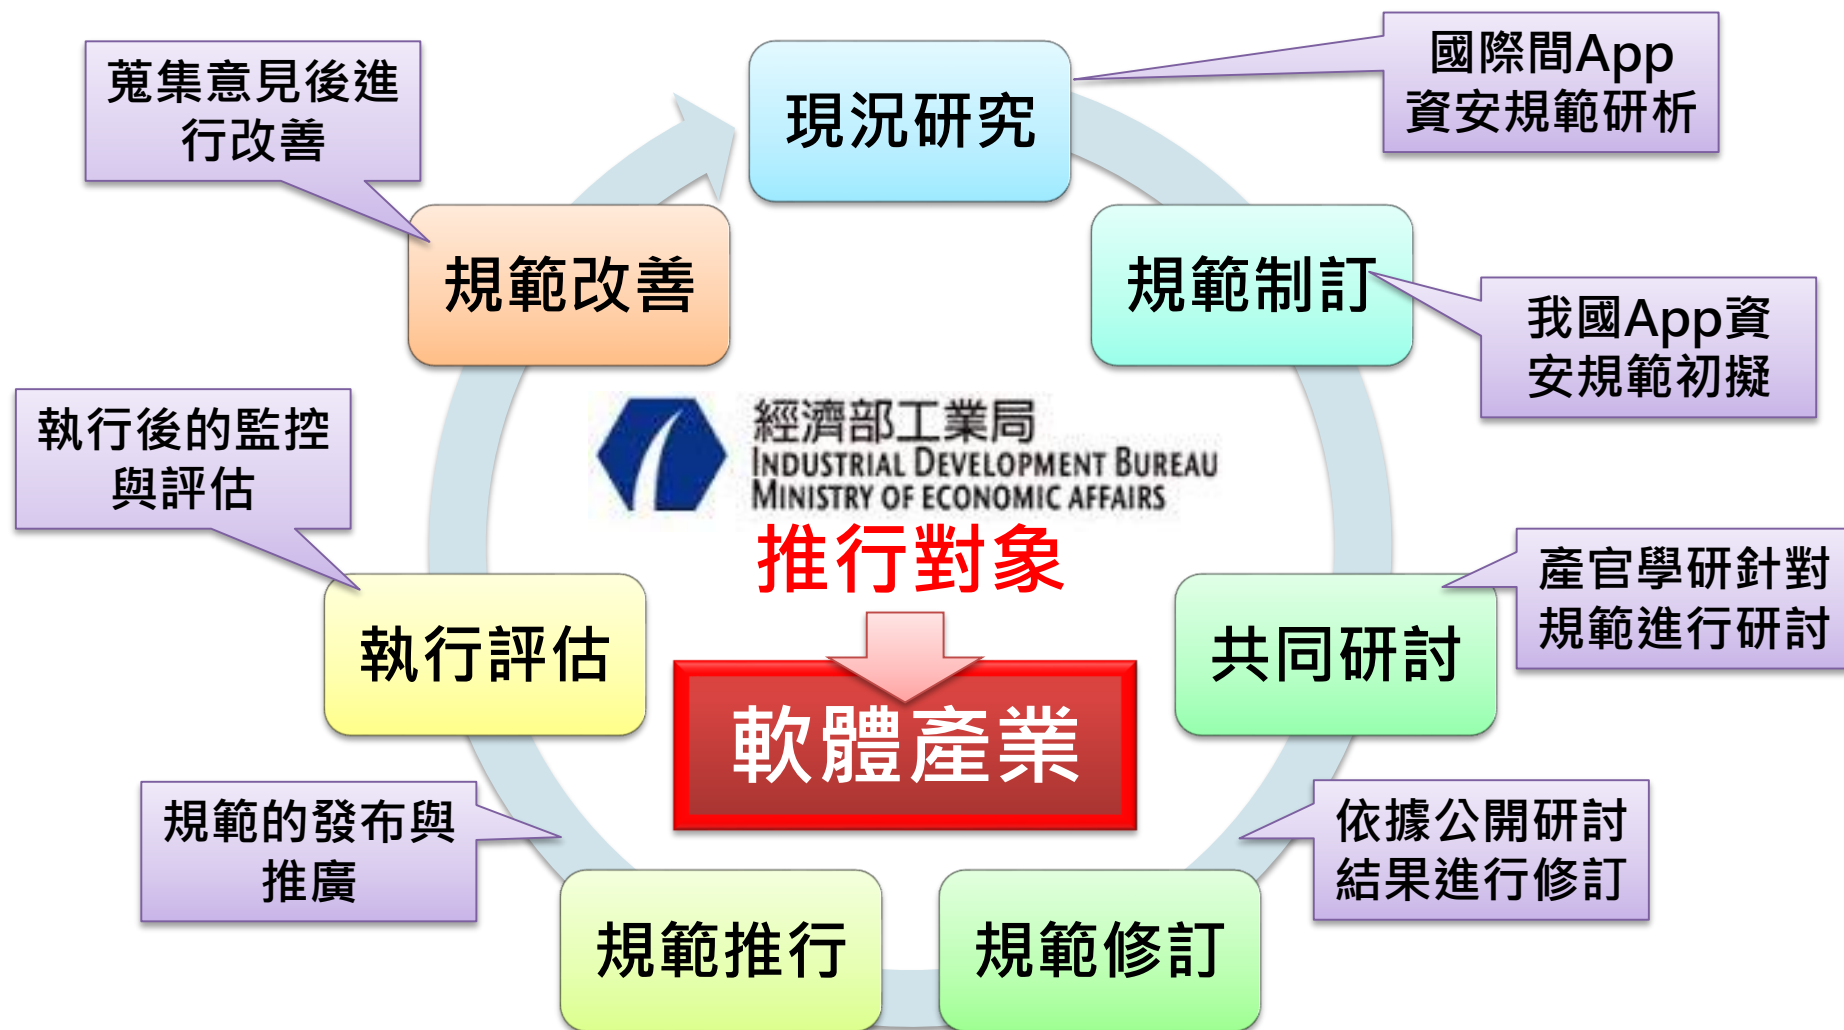 現況研究
國際間App
資安規範研析
規範制訂
我國App資
安規範初擬
共同研討
產官學研針對
規範進行研討
規範修訂
依據公開研討
結果進行修訂
規範推行
規範的發布與
推廣
執行評估
執行後的監控
與評估
規範改善
蒐集意見後進
行改善
經濟部工業局
INDUSTRIAL DEVELOPMENT BUREAU
MINISTRY OF ECONOMIC AFFAIRS
推行對象
軟體產業